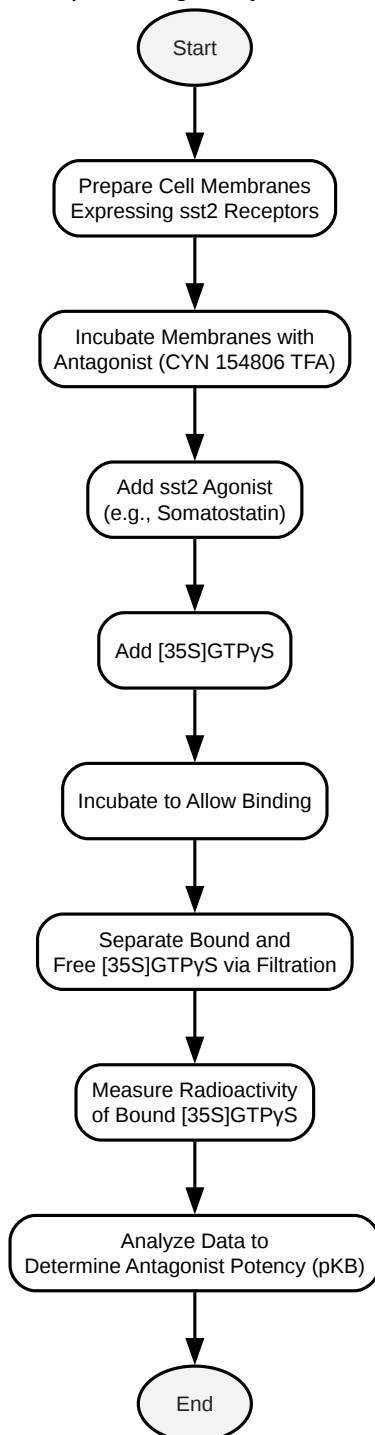 Start
Prepare Cell Membranes
Expressing sst2 Receptors
Incubate Membranes with
Antagonist (CYN 154806 TFA)
Add sst2 Agonist
(e.g., Somatostatin)
Add [35S]GTPγS
Incubate to Allow Binding
Separate Bound and
Free [35S]GTPγS via Filtration
Measure Radioactivity
of Bound [35S]GTPγS
Analyze Data to
Determine Antagonist Potency (pKB)
End